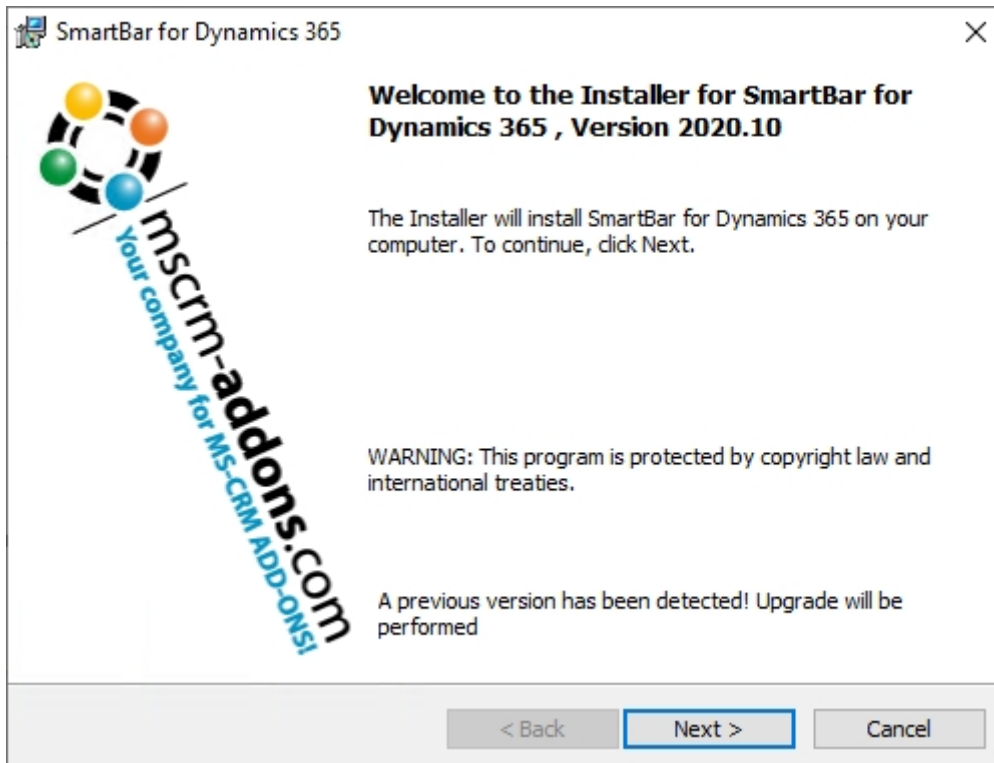 SmartBar for Dynamics 365
Welcome to the Installer for SmartBar for
Dynamics 365 , Version 2020.10
The Installer will install SmartBar for Dynamics 365 on your
computer. To continue, click Next.
mscrm-addons.com
Your company for MS-CRM ADD-ONS!
WARNING: This program is protected by copyright law and
international treaties.
A previous version has been detected! Upgrade will be
performed
< Back
Next >
Cancel